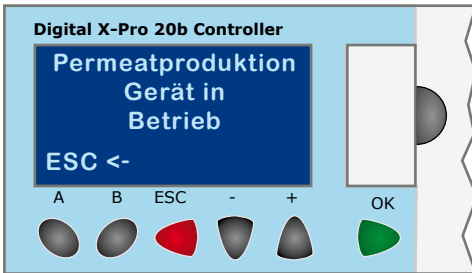 Digital X-Pro 20b Controller
Permeatproduktion
Gerät in
Betrieb
ESC <-
A B ESC - + OK